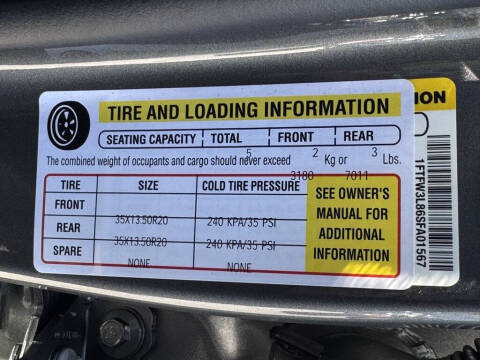 TIRE AND LOADING INFORMATION
ION
SEATING CAPACITY TOTAL 5 FRONT 2 REAR 3
The combined weight of occupants and cargo should never exceed 3180 Kg or 7011 Lbs.
TIRE SIZE COLD TIRE PRESSURE
FRONT 35X13.50R20 240 KPA/35 PSI
REAR 35X13.50R20 240 KPA/35 PSI
SPARE NONE NONE
SEE OWNER'S
MANUAL FOR
ADDITIONAL
INFORMATION
1FTFW3L86SFA01567